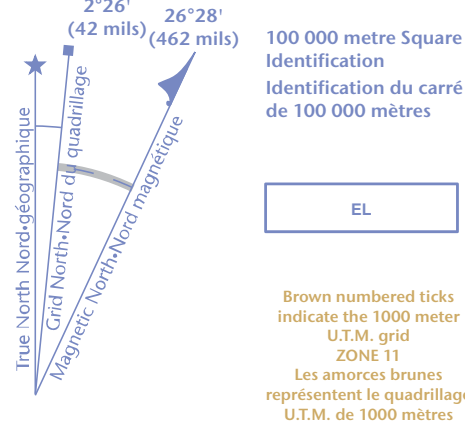 2°26'
(42 mils)
26°28'
(462 mils)
True North Nord•géographique
Grid North•Nord du quadrillage
Magnetic North•Nord magnétique
100 000 metre Square
Identification
Identification du carré
de 100 000 mètres
EL
Brown numbered ticks
indicate the 1000 meter
U.T.M. grid
ZONE 11
Les amorces brunes
représentent le quadrillage
U.T.M. de 1000 mètres